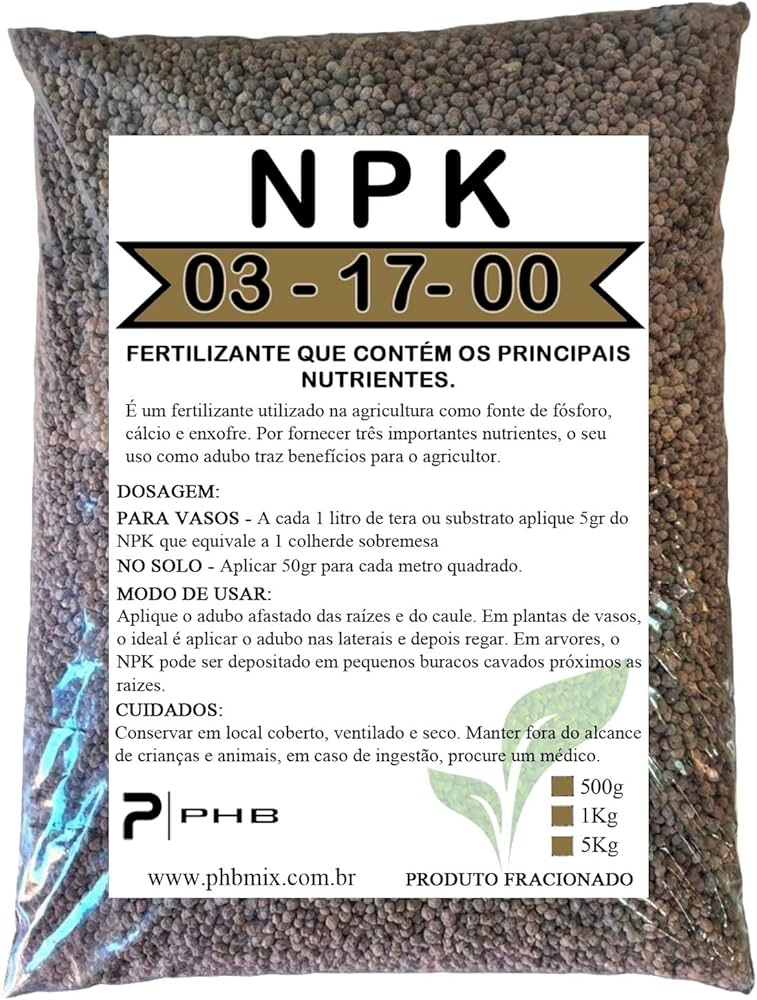 NPK
03 - 17- 00
FERTILIZANTE QUE CONTÉM OS PRINCIPAIS
NUTRIENTES.
É um fertilizante utilizado na agricultura como fonte de fósforo,
cálcio e enxofre. Por fornecer três importantes nutrientes, o seu
uso como adubo traz benefícios para o agricultor.
DOSAGEM:
PARA VASOS - A cada 1 litro de tera ou substrato aplique 5gr do
NPK que equivale a 1 colherde sobremesa
NO SOLO - Aplicar 50gr para cada metro quadrado.
MODO DE USAR:
Aplique o adubo afastado das raízes e do caule. Em plantas de vasos,
o ideal é aplicar o adubo nas laterais e depois regar. Em arvores, o
NPK pode ser depositado em pequenos buracos cavados próximos as
raizes.
CUIDADOS:
Conservar em local coberto, ventilado e seco. Manter fora do alcance
de crianças e animais, em caso de ingestão, procure um médico.
500g
1Kg
5Kg
PHB
www.phbmix.com.br
PRODUTO FRACIONADO